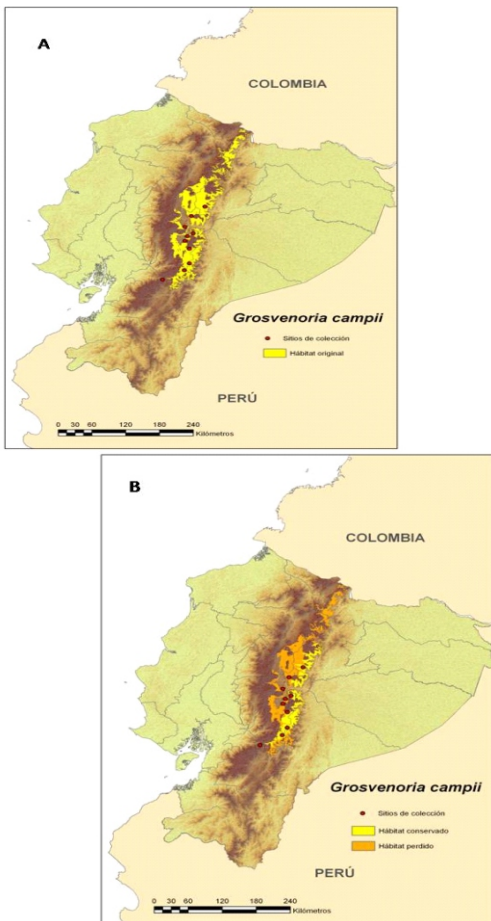 A
COLOMBIA
Grosvenoria campii
Sitios de colección
Hábitat original
PERÚ
0 30 60 120 180 240
Kilómetros
B
COLOMBIA
Grosvenoria campii
Sitios de colección
Hábitat conservado
Hábitat perdido
PERÚ
0 30 60 120 180 240
Kilómetros